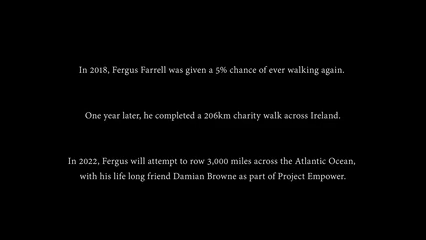 In 2018, Fergus Farrell was given a 5% chance of ever walking again.
One year later, he completed a 206km charity walk across Ireland.
In 2022, Fergus will attempt to row 3,000 miles across the Atlantic Ocean,
with his life long friend Damian Browne as part of Project Empower.